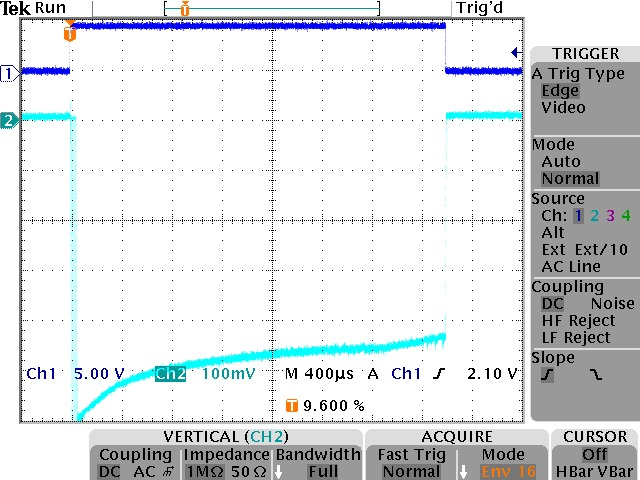 Tek Run Trig'd
T
T
1
2
Ch1 5.00 V Ch2 100mV M 400µs A Ch1 2.10 V
T 9.600 %
TRIGGER
A Trig Type
Edge
Video
Mode
Auto
Normal
Source
Ch: 1 2 3 4
Alt
Ext Ext/10
AC Line
Coupling
DC Noise
HF Reject
LF Reject
Slope
VERTICAL (CH2) ACQUIRE CURSOR
Coupling Impedance Bandwidth Fast Trig Mode Off
DC AC 1MΩ 50 Ω Full Normal Env 16 HBar VBar